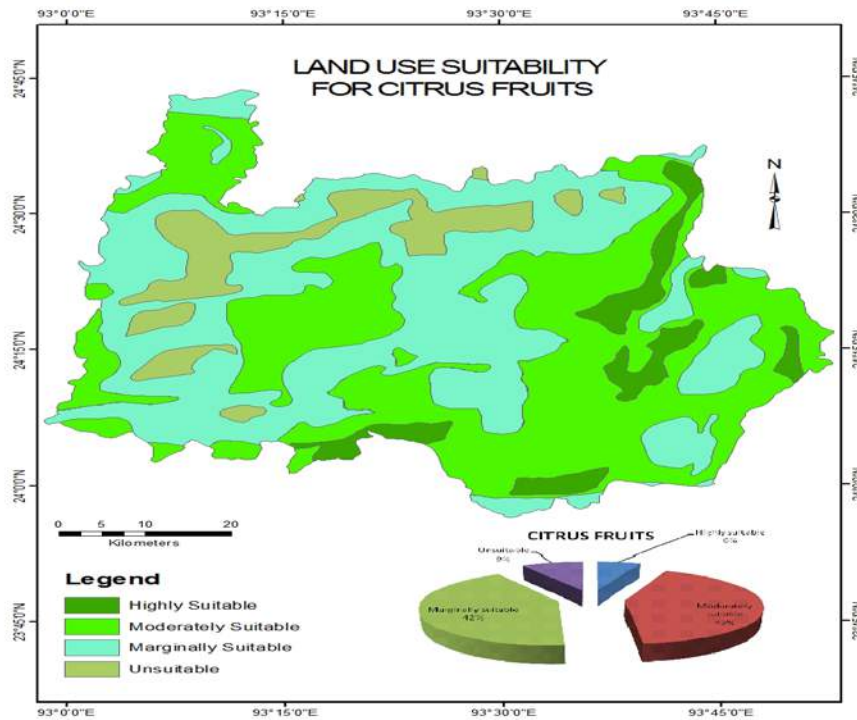 93°0'0"E
93°15'0"E
93°30'0"E
93°45'0"E
LAND USE SUITABILITY
FOR CITRUS FRUITS
N
24°45'0"N
24°30'0"N
24°15'0"N
24°0'0"N
23°45'0"N
0 5 10 20
Kilometers
Legend
Highly Suitable
Moderately Suitable
Marginally Suitable
Unsuitable
CITRUS FRUITS
Highly suitable
Unsuitable
Moderately
suitable
Marginally suitable
42%
93°0'0"E
93°15'0"E
93°30'0"E
93°45'0"E